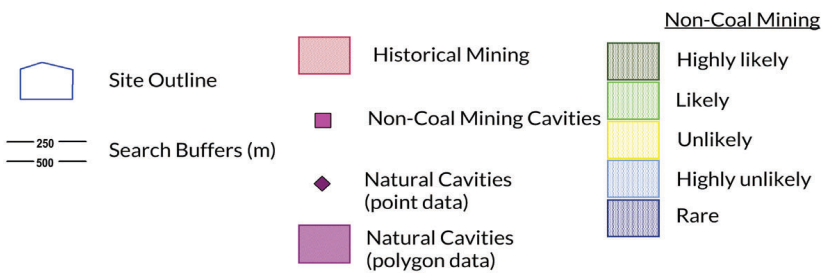 Non-Coal Mining
Site Outline
250
500
Search Buffers (m)
Historical Mining
Non-Coal Mining Cavities
Natural Cavities
(point data)
Natural Cavities
(polygon data)
Highly likely
Likely
Unlikely
Highly unlikely
Rare